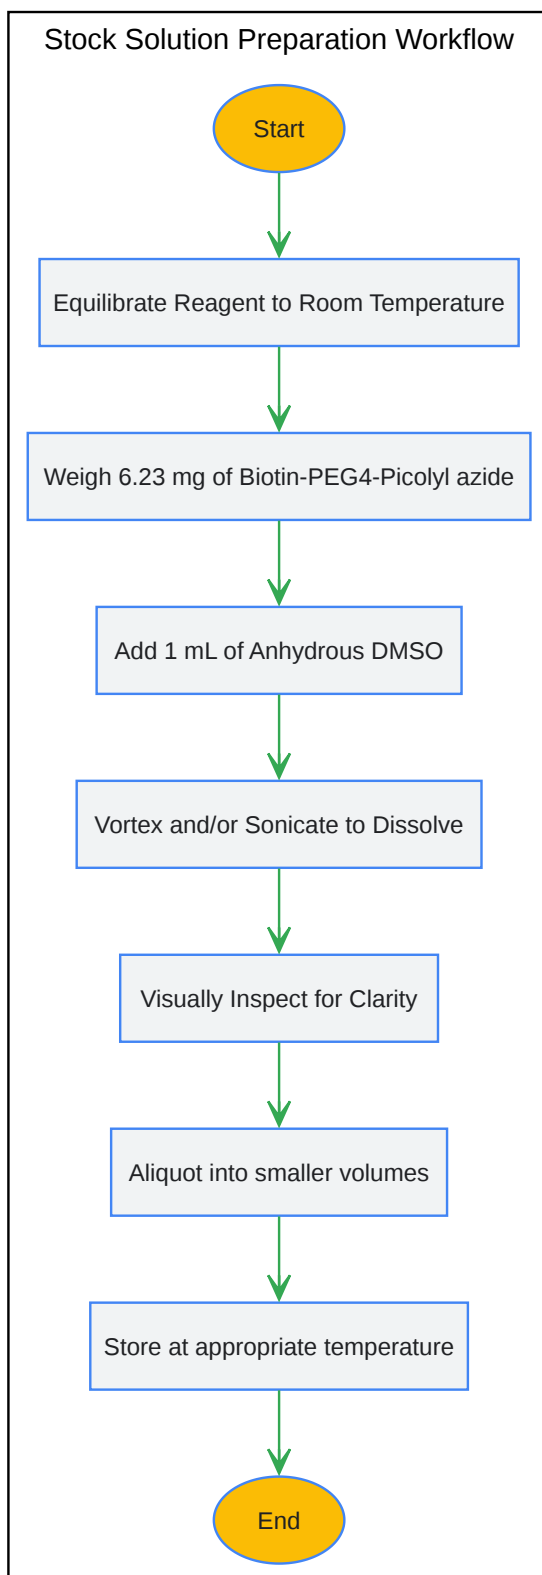 Stock Solution Preparation Workflow
Start
Equilibrate Reagent to Room Temperature
Weigh 6.23 mg of Biotin-PEG4-Picolyl azide
Add 1 mL of Anhydrous DMSO
Vortex and/or Sonicate to Dissolve
Visually Inspect for Clarity
Aliquot into smaller volumes
Store at appropriate temperature
End